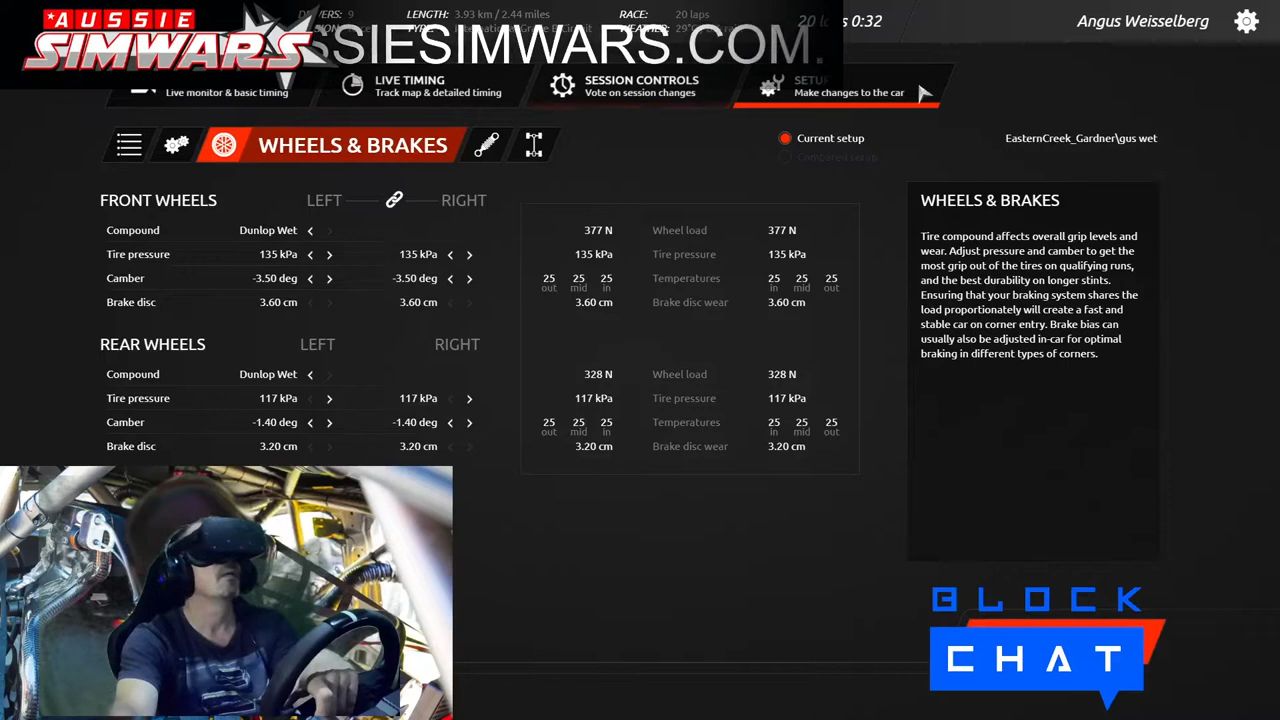 *AUSSIE
SIMWARS
SSIESIMWARS.COM.
LENGTH: 3.93 km / 2.44 miles
RACE: 20 laps
20 laps 0:32
Angus Weisselberg
Live monitor & basic timing
LIVE TIMING
Track map & detailed timing
SESSION CONTROLS
Vote on session changes
SETUP
Make changes to the car
WHEELS & BRAKES
Current setup
Compared setup
EasternCreek_Gardner\gus wet
FRONT WHEELS LEFT RIGHT
Compound Dunlop Wet
Tire pressure 135 kPa 135 kPa
Camber -3.50 deg -3.50 deg
Brake disc 3.60 cm 3.60 cm
377 N Wheel load 377 N
135 kPa Tire pressure 135 kPa
25 25 25 Temperatures 25 25 25
out mid in in mid out
3.60 cm Brake disc wear 3.60 cm
REAR WHEELS LEFT RIGHT
Compound Dunlop Wet
Tire pressure 117 kPa 117 kPa
Camber -1.40 deg -1.40 deg
Brake disc 3.20 cm 3.20 cm
328 N Wheel load 328 N
117 kPa Tire pressure 117 kPa
25 25 25 Temperatures 25 25 25
out mid in in mid out
3.20 cm Brake disc wear 3.20 cm
WHEELS & BRAKES
Tire compound affects overall grip levels and
wear. Adjust pressure and camber to get the
most grip out of the tires on qualifying runs,
and the best durability on longer stints.
Ensuring that your braking system shares the
load proportionately will create a fast and
stable car on corner entry. Brake bias can
usually also be adjusted in-car for optimal
braking in different types of corners.
BLOCK
CHAT